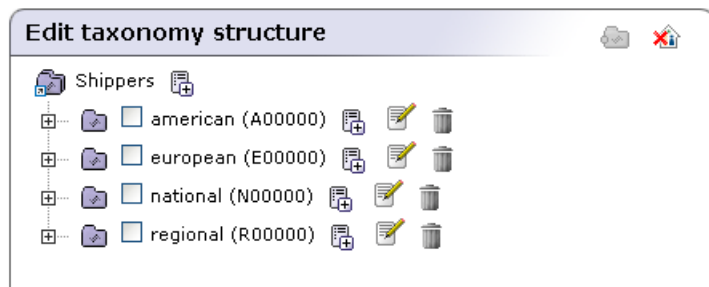 Edit taxonomy structure
Shippers
american (A00000)
european (E00000)
national (N00000)
regional (R00000)